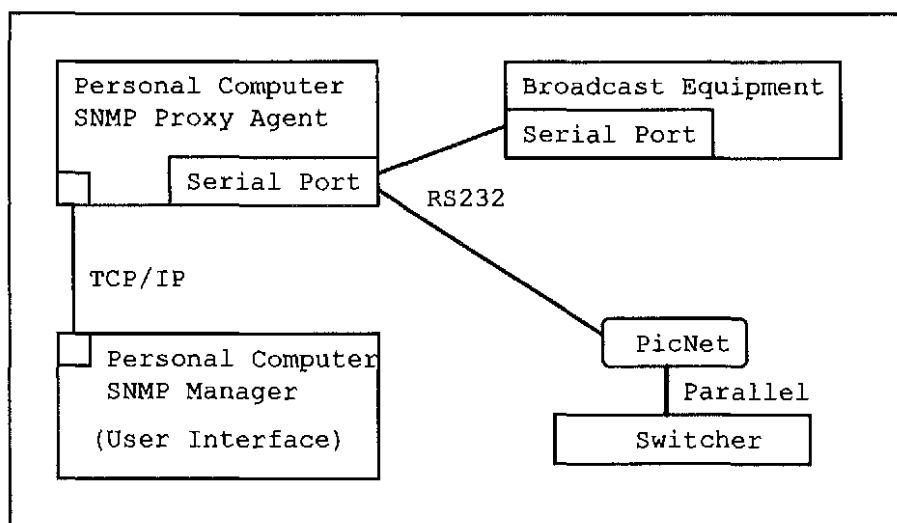 Personal Computer
SNMP Proxy Agent
Serial Port
Broadcast Equipment
Serial Port
RS232
TCP/IP
Personal Computer
SNMP Manager
(User Interface)
PicNet
Parallel
Switcher